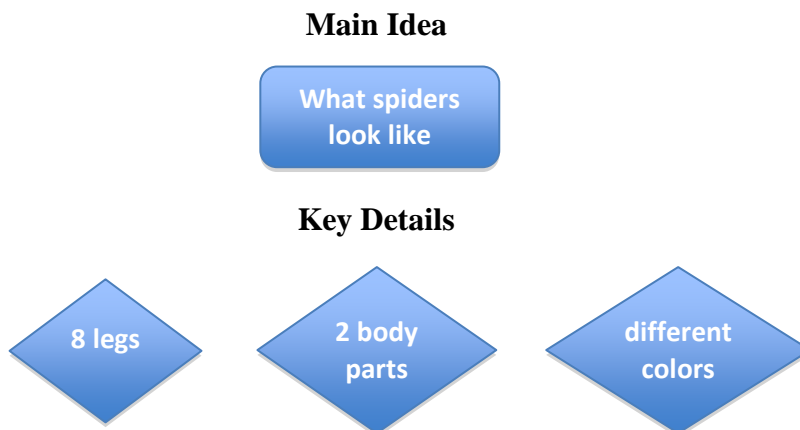 Main Idea
What spiders
look like
Key Details
8 legs
2 body
parts
different
colors